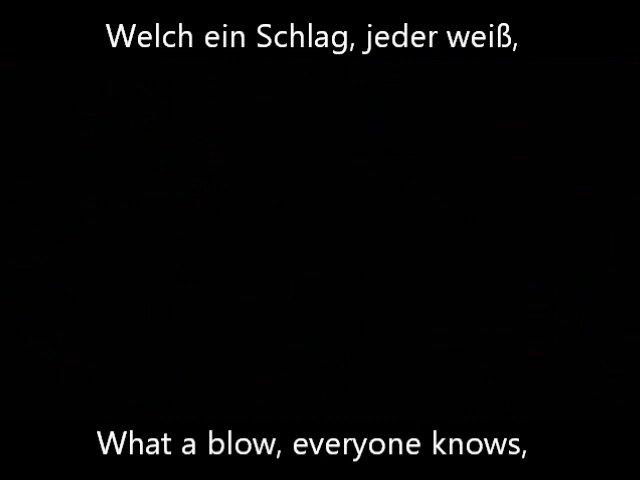 Welch ein Schlag, jeder weiß,
What a blow, everyone knows,